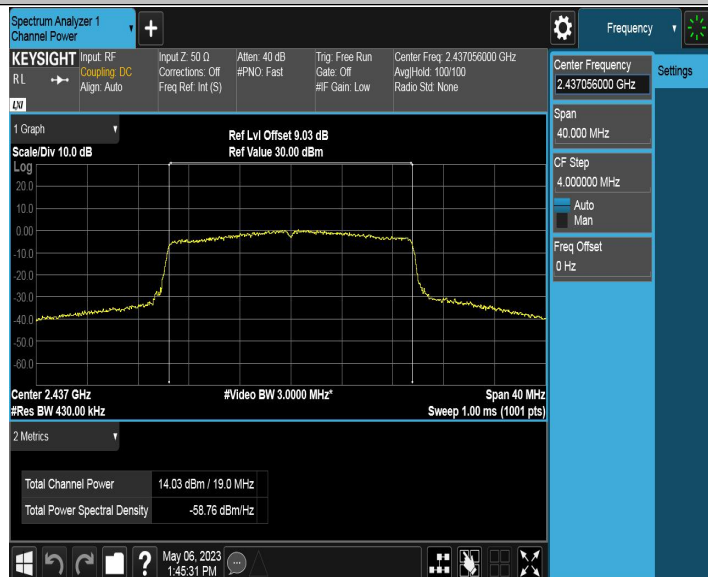 Spectrum Analyzer 1
Channel Power
Frequency
KEYSIGHT
RL
LXI
Input: RF
Coupling: DC
Align: Auto
Input Z: 50 Ω
Corrections: Off
Freq Ref: Int (S)
Atten: 40 dB
#PNO: Fast
Trig: Free Run
Gate: Off
#IF Gain: Low
Center Freq: 2.437056000 GHz
Avg|Hold: 100/100
Radio Std: None
Center Frequency
2.437056000 GHz
Settings
Span
40.000 MHz
CF Step
4.000000 MHz
Auto
Man
Freq Offset
0 Hz
1 Graph
Scale/Div 10.0 dB
Ref Lvl Offset 9.03 dB
Ref Value 30.00 dBm
Log
20.0
10.0
0.00
-10.0
-20.0
-30.0
-40.0
-50.0
-60.0
Center 2.437 GHz
#Video BW 3.0000 MHz*
Span 40 MHz
#Res BW 430.00 kHz
Sweep 1.00 ms (1001 pts)
2 Metrics
Total Channel Power 14.03 dBm / 19.0 MHz
Total Power Spectral Density -58.76 dBm/Hz
May 06, 2023
1:45:31 PM